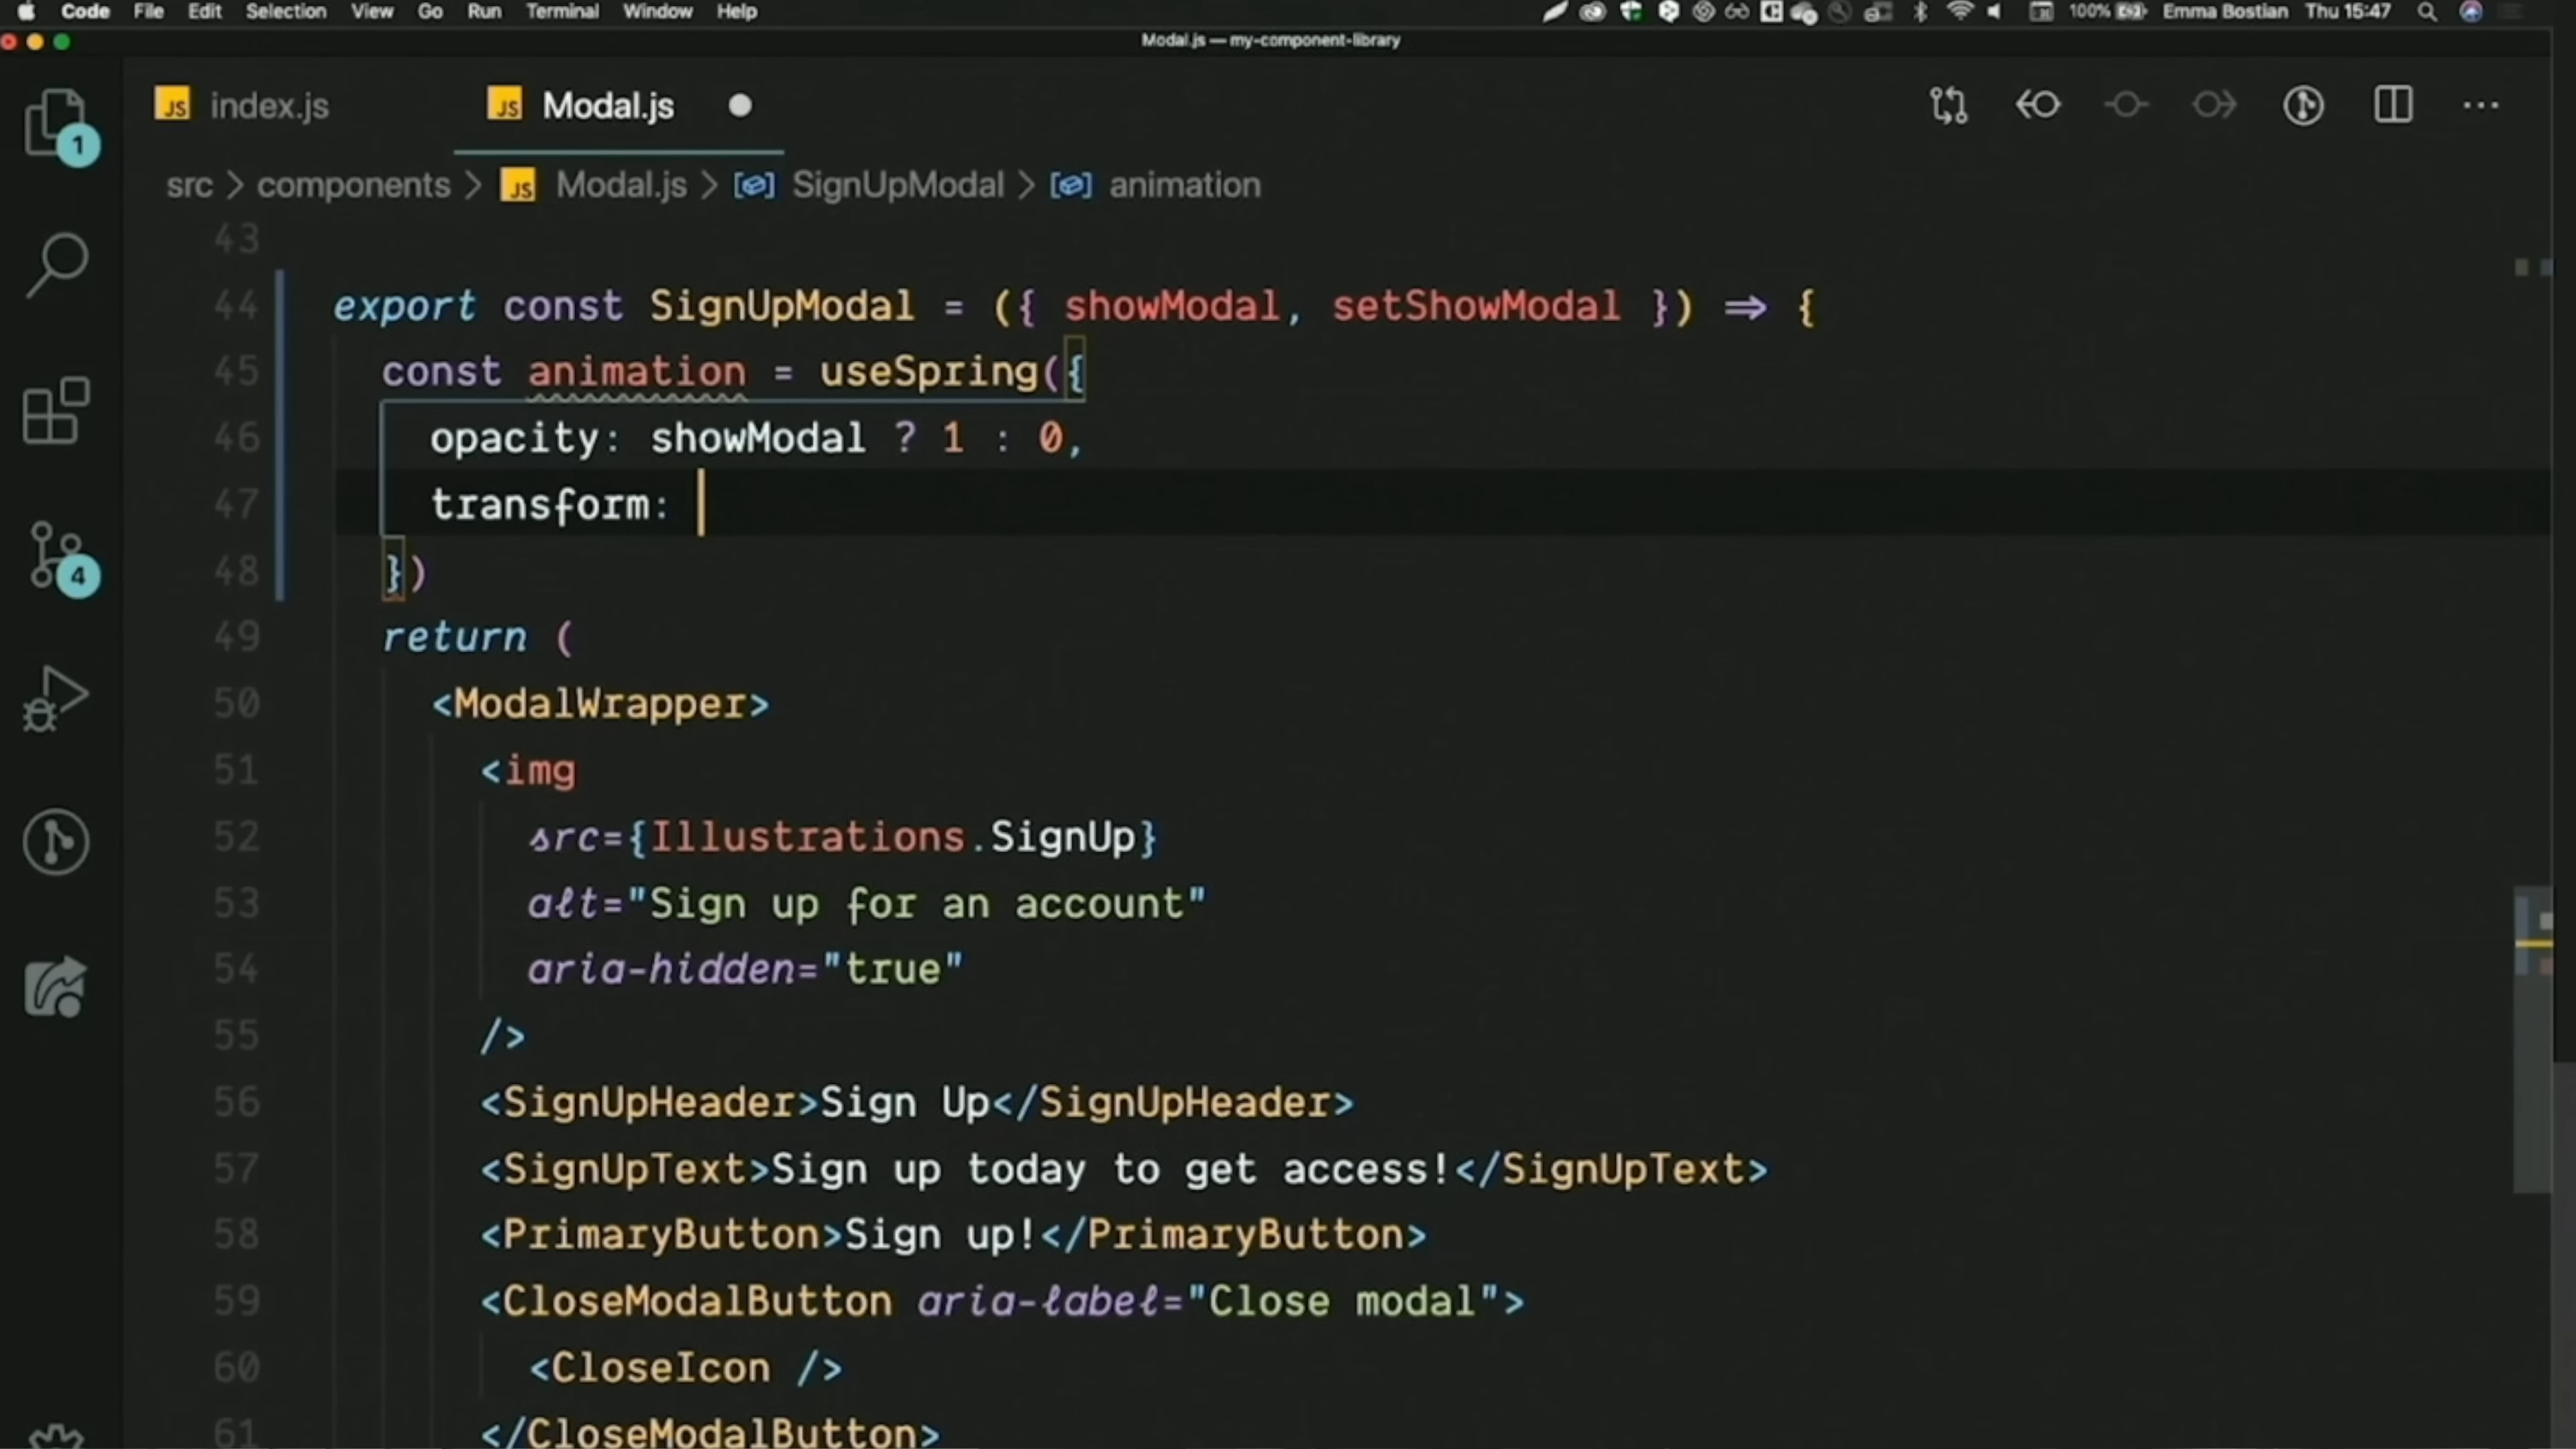 Code File Edit Selection View Go Run Terminal Window Help 100% Emma Bostian Thu 15:47
Modal.js — my-component-library
JS index.js JS Modal.js
1
src > components > JS Modal.js > SignUpModal > animation
43
44 export const SignUpModal = ({ showModal, setShowModal }) ⇒ {
45 const animation = useSpring({
46 opacity: showModal ? 1 : 0,
47 transform:
48 })
4
49 return (
50 <ModalWrapper>
51 <img
52 src={Illustrations.SignUp}
53 alt="Sign up for an account"
54 aria-hidden="true"
55 />
56 <SignUpHeader>Sign Up</SignUpHeader>
57 <SignUpText>Sign up today to get access!</SignUpText>
58 <PrimaryButton>Sign up!</PrimaryButton>
59 <CloseModalButton aria-label="Close modal">
60 <CloseIcon />
61 </CloseModalButton>